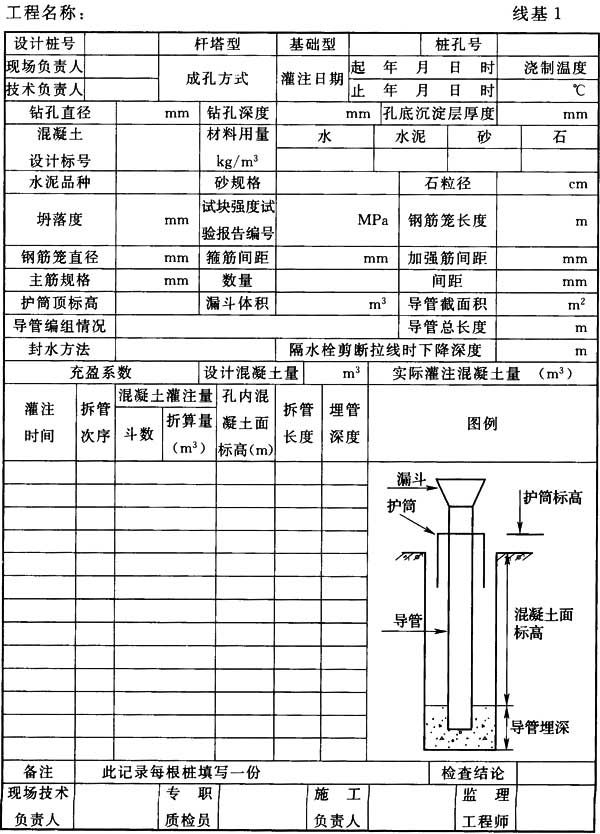 工程名称： 线基1
设计桩号 杆塔型 基础型 桩孔号
现场负责人 成孔方式 灌注日期 起 年 月 日 时 浇制温度
技术负责人 止 年 月 日 时 ℃
钻孔直径 mm 钻孔深度 mm 孔底沉淀层厚度 mm
混凝土 材料用量 水 水泥 砂 石
设计标号 kg/m³
水泥品种 砂规格 石粒径 cm
坍落度 mm 试块强度试 MPa 钢筋笼长度 m
验报告编号
钢筋笼直径 mm 箍筋间距 mm 加强筋间距 mm
主筋规格 mm 数量 间距 mm
护筒顶标高 漏斗体积 m³ 导管截面积 m²
导管编组情况 导管总长度 m
封水方法 隔水栓剪断拉线时下降深度 m
充盈系数 设计混凝土量 m³ 实际灌注混凝土量 （m³）
灌注 拆管 混凝土灌注量 孔内混 拆管 埋管 图例
时间 次序 斗数 折算量 凝土面 长度 深度
（m³） 标高(m)
漏斗
护筒 护筒标高
导管 混凝土面
标高
导管埋深
备注 此记录每根桩填写一份 检查结论
现场技术 专职 施工 监理
负责人 质检员 负责人 工程师